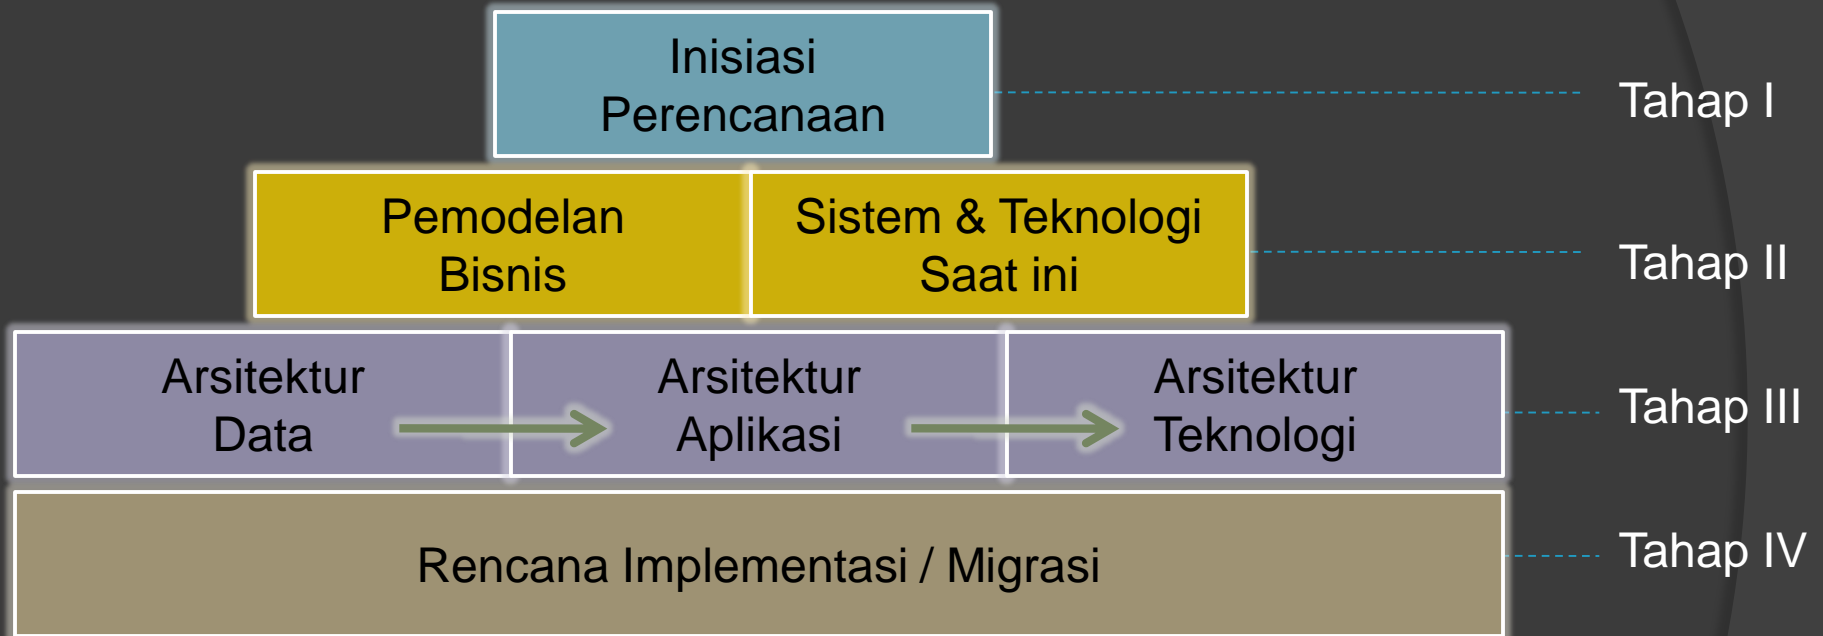 Inisiasi
Perencanaan
Tahap I
Pemodelan
Bisnis
Sistem & Teknologi
Saat ini
Tahap II
Arsitektur
Data
Arsitektur
Aplikasi
Arsitektur
Teknologi
Tahap III
Rencana Implementasi / Migrasi
Tahap IV